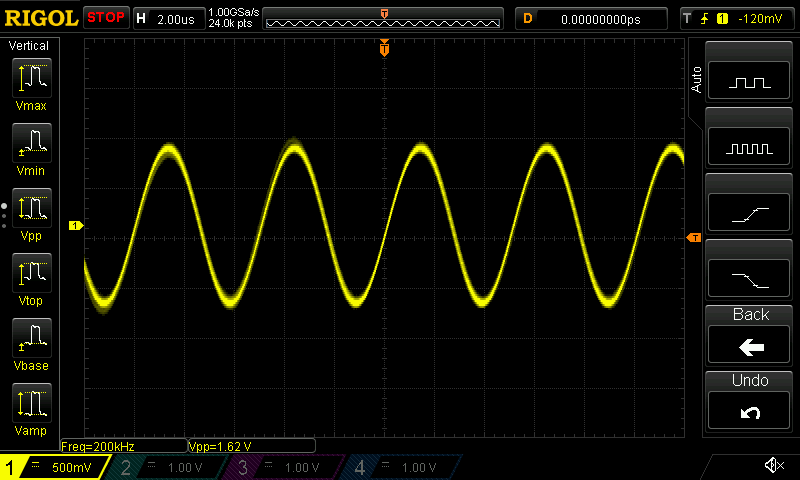 RIGOL STOP H 2.00us 1.00GSa/s 24.0k pts T D 0.00000000ps T 1 -120mV
Vertical
T
Auto
Vmax
Vmin
Vpp
1
T
Vtop
Vbase
Back
Vamp
Undo
Freq=200kHz Vpp=1.62 V
1 500mV 2 1.00 V 3 1.00 V 4 1.00 V